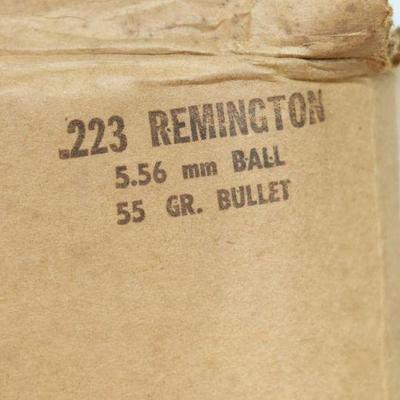 .223 REMINGTON
5.56 mm BALL
55 GR. BULLET